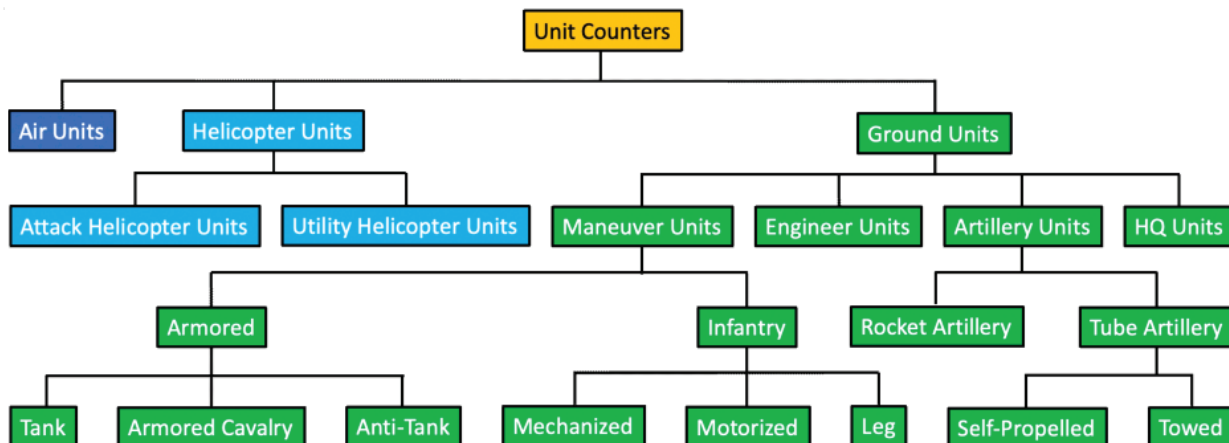 Unit Counters
Air Units
Helicopter Units
Ground Units
Attack Helicopter Units
Utility Helicopter Units
Maneuver Units
Engineer Units
Artillery Units
HQ Units
Armored
Infantry
Rocket Artillery
Tube Artillery
Tank
Armored Cavalry
Anti-Tank
Mechanized
Motorized
Leg
Self-Propelled
Towed